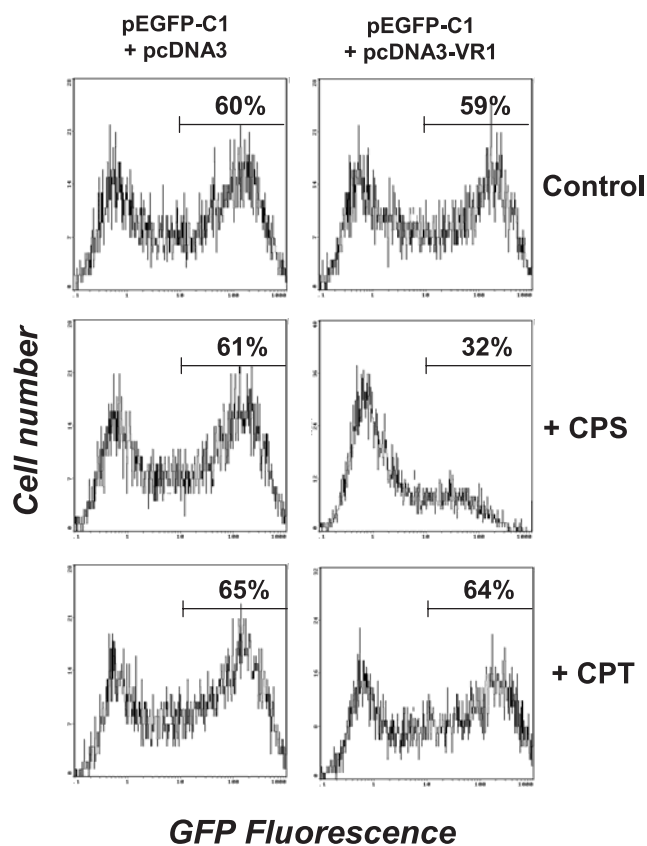 pEGFP-C1
+ pcDNA3
pEGFP-C1
+ pcDNA3-VR1
60%
59%
Control
61%
32%
+ CPS
65%
64%
+ CPT
Cell number
GFP Fluorescence